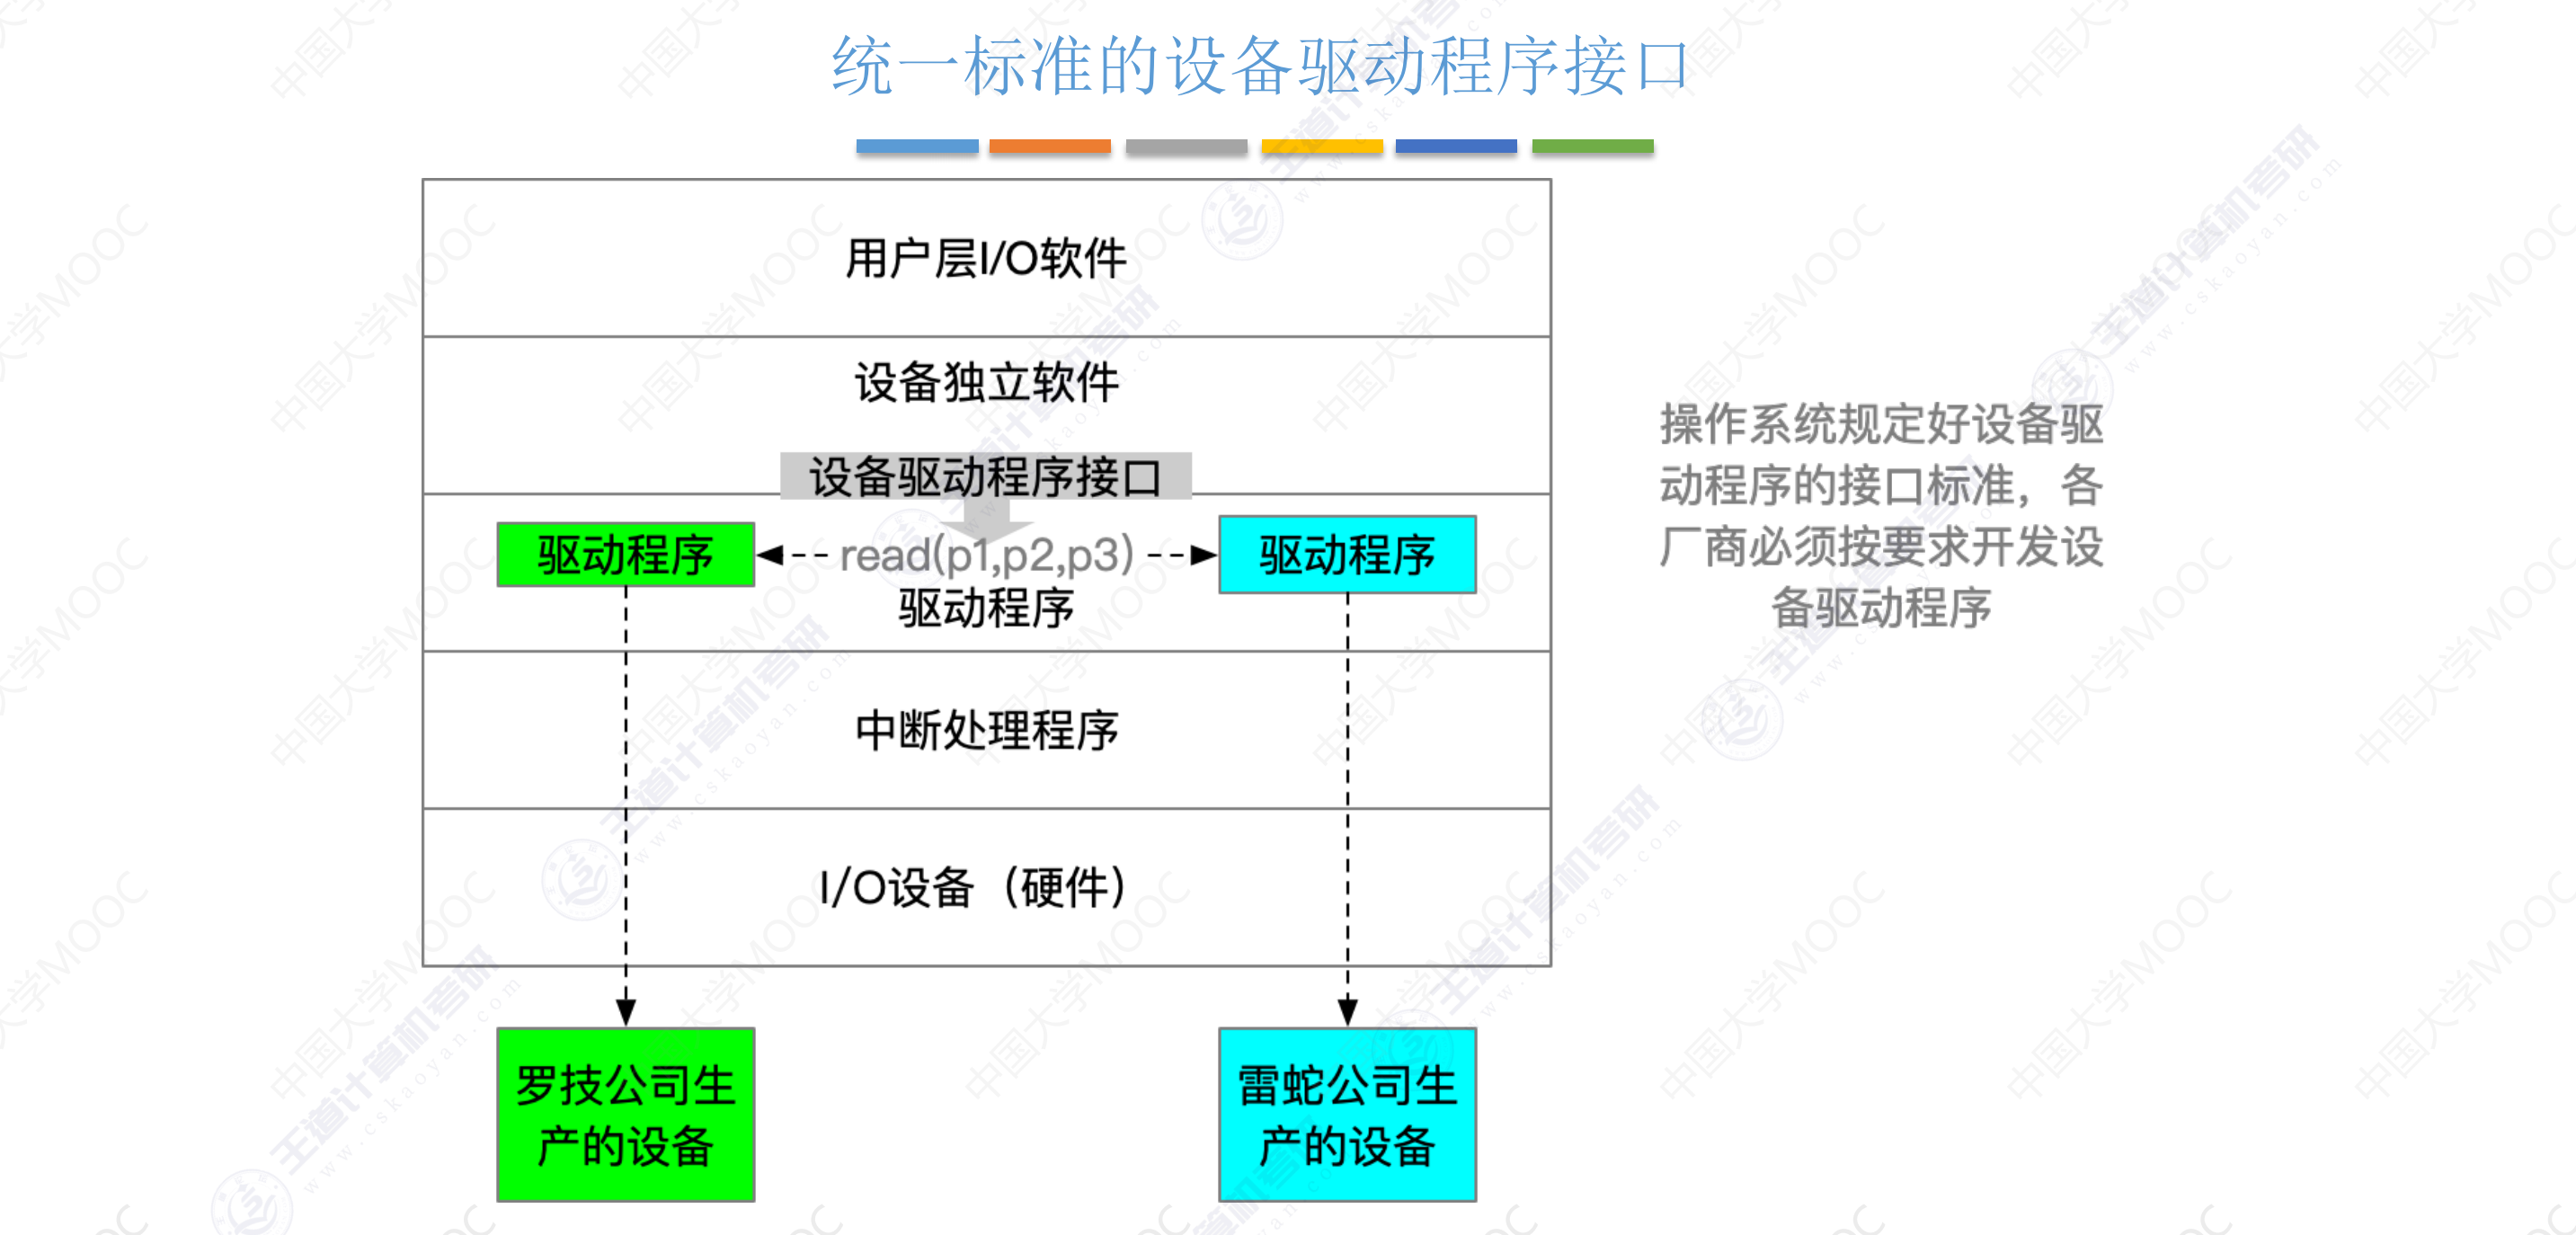 统一标准的设备驱动程序接口
用户层I/O软件
设备独立软件
设备驱动程序接口
驱动程序
read(p1,p2,p3)
驱动程序
驱动程序
中断处理程序
I/O设备（硬件）
罗技公司生
产的设备
雷蛇公司生
产的设备
操作系统规定好设备驱
动程序的接口标准，各
厂商必须按要求开发设
备驱动程序
中国大学MOOC
王道计算机考研
www.cskaoyan.com